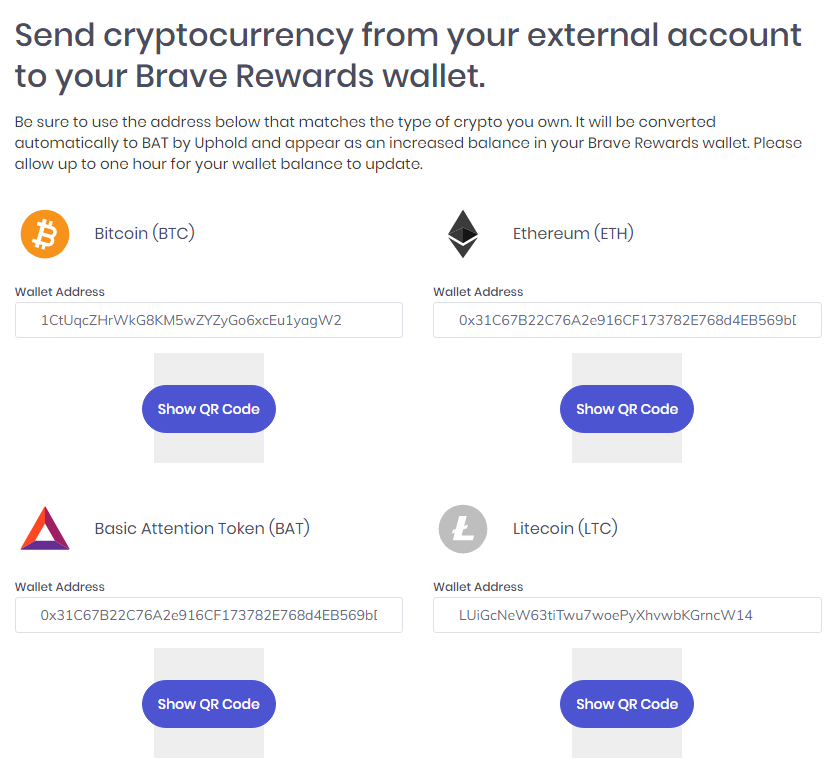 Send cryptocurrency from your external account
to your Brave Rewards wallet.
Be sure to use the address below that matches the type of crypto you own. It will be converted
automatically to BAT by Uphold and appear as an increased balance in your Brave Rewards wallet. Please
allow up to one hour for your wallet balance to update.
Bitcoin (BTC)
Wallet Address
1CtUqcZHrWkG8KM5wZYZyGo6xcEu1yagW2
Show QR Code
Ethereum (ETH)
Wallet Address
0x31C67B22C76A2e916CF173782E768d4EB569b
Show QR Code
Basic Attention Token (BAT)
Wallet Address
0x31C67B22C76A2e916CF173782E768d4EB569b
Show QR Code
Litecoin (LTC)
Wallet Address
LUiGcNeW63tiTwu7woePyXhvwbKGrncW14
Show QR Code